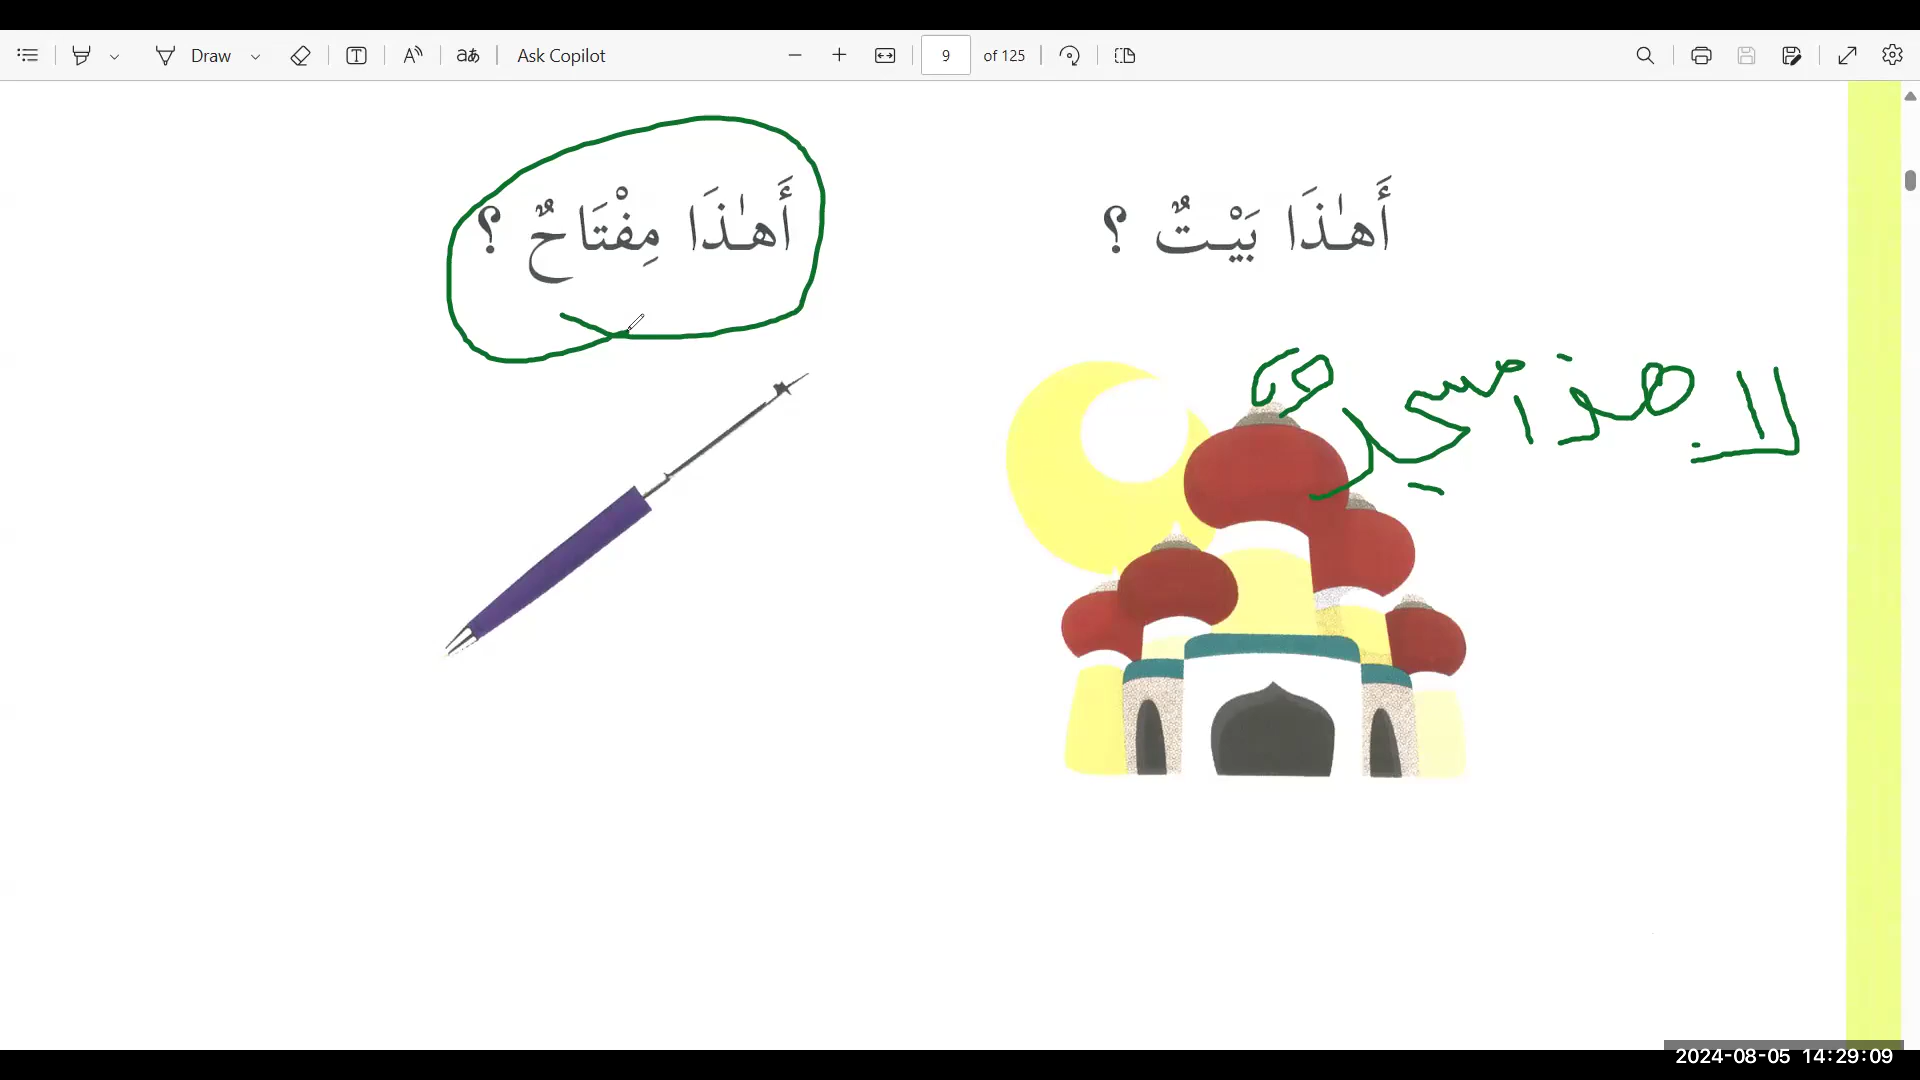 Draw
Ask Copilot
9 of 125
أَهٰذَا بَيْتٌ ؟
أَهٰذَا مِفْتَاحٌ ؟
لا هذا مسجد
2024-08-05 14:29:09